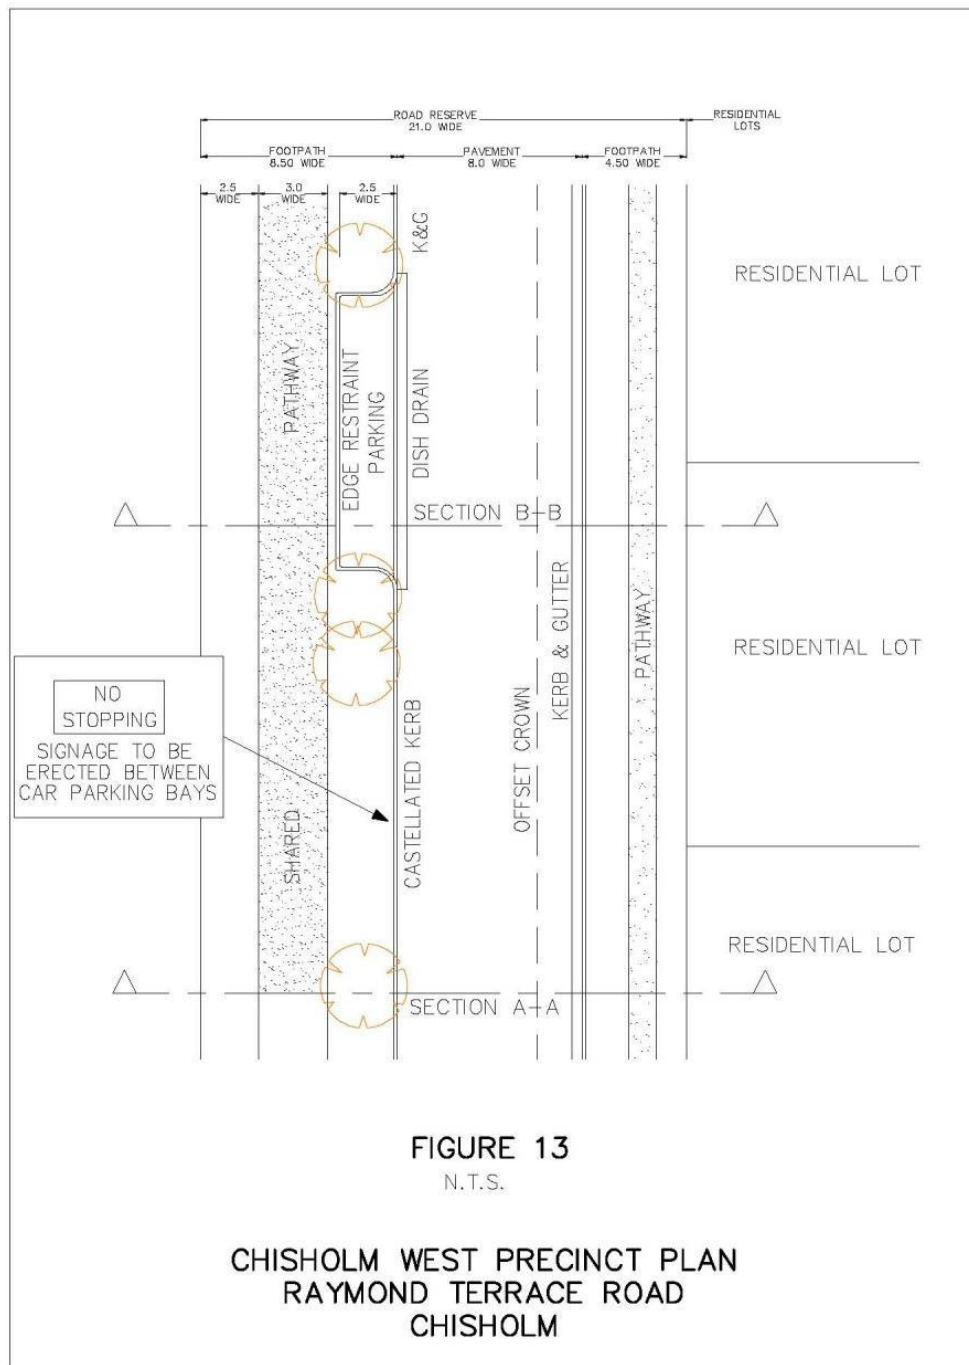 ROAD RESERVE
21.0 WIDE
RESIDENTIAL
LOTS
FOOTPATH
8.50 WIDE
PAVEMENT
8.0 WIDE
FOOTPATH
4.50 WIDE
2.5
WIDE
3.0
WIDE
2.5
WIDE
K&G
RESIDENTIAL LOT
PATHWAY
EDGE RESTRAINT
PARKING
DISH DRAIN
SECTION B-B
KERB & GUTTER
PATHWAY
RESIDENTIAL LOT
NO
STOPPING
SIGNAGE TO BE
ERECTED BETWEEN
CAR PARKING BAYS
SHARED
CASTELLATED KERB
OFFSET CROWN
RESIDENTIAL LOT
SECTION A-A
FIGURE 13
N.T.S.
CHISHOLM WEST PRECINCT PLAN
RAYMOND TERRACE ROAD
CHISHOLM